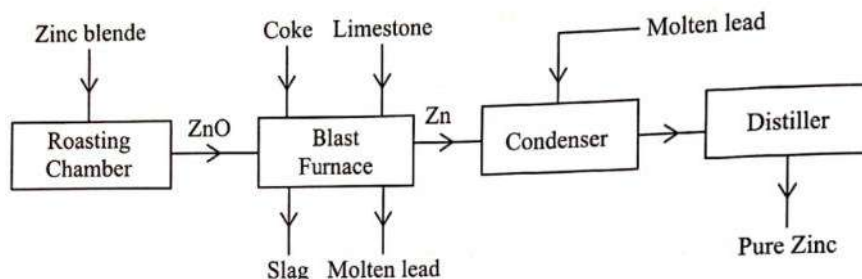 Zinc blende
Coke
Limestone
Molten lead
Roasting
Chamber
ZnO
Blast
Furnace
Zn
Condenser
Distiller
Slag
Molten lead
Pure Zinc